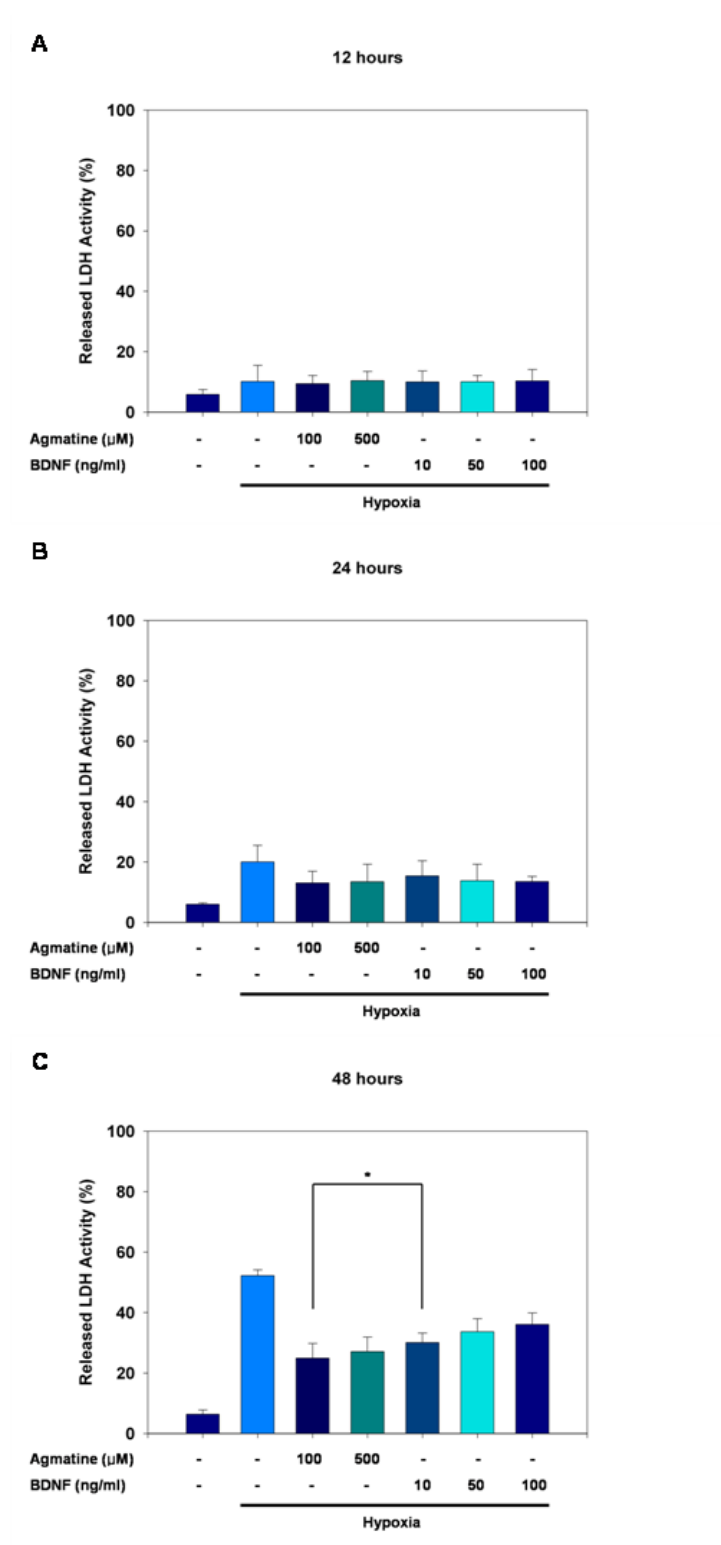 A
12 hours
Released LDH Activity (%)
100
80
60
40
20
0
Agmatine (µM) - - 100 500 - - -
BDNF (ng/ml) - - - - 10 50 100
Hypoxia
B
24 hours
Released LDH Activity (%)
100
80
60
40
20
0
Agmatine (µM) - - 100 500 - - -
BDNF (ng/ml) - - - - 10 50 100
Hypoxia
C
48 hours
Released LDH Activity (%)
100
80
*
60
40
20
0
Agmatine (µM) - - 100 500 - - -
BDNF (ng/ml) - - - - 10 50 100
Hypoxia